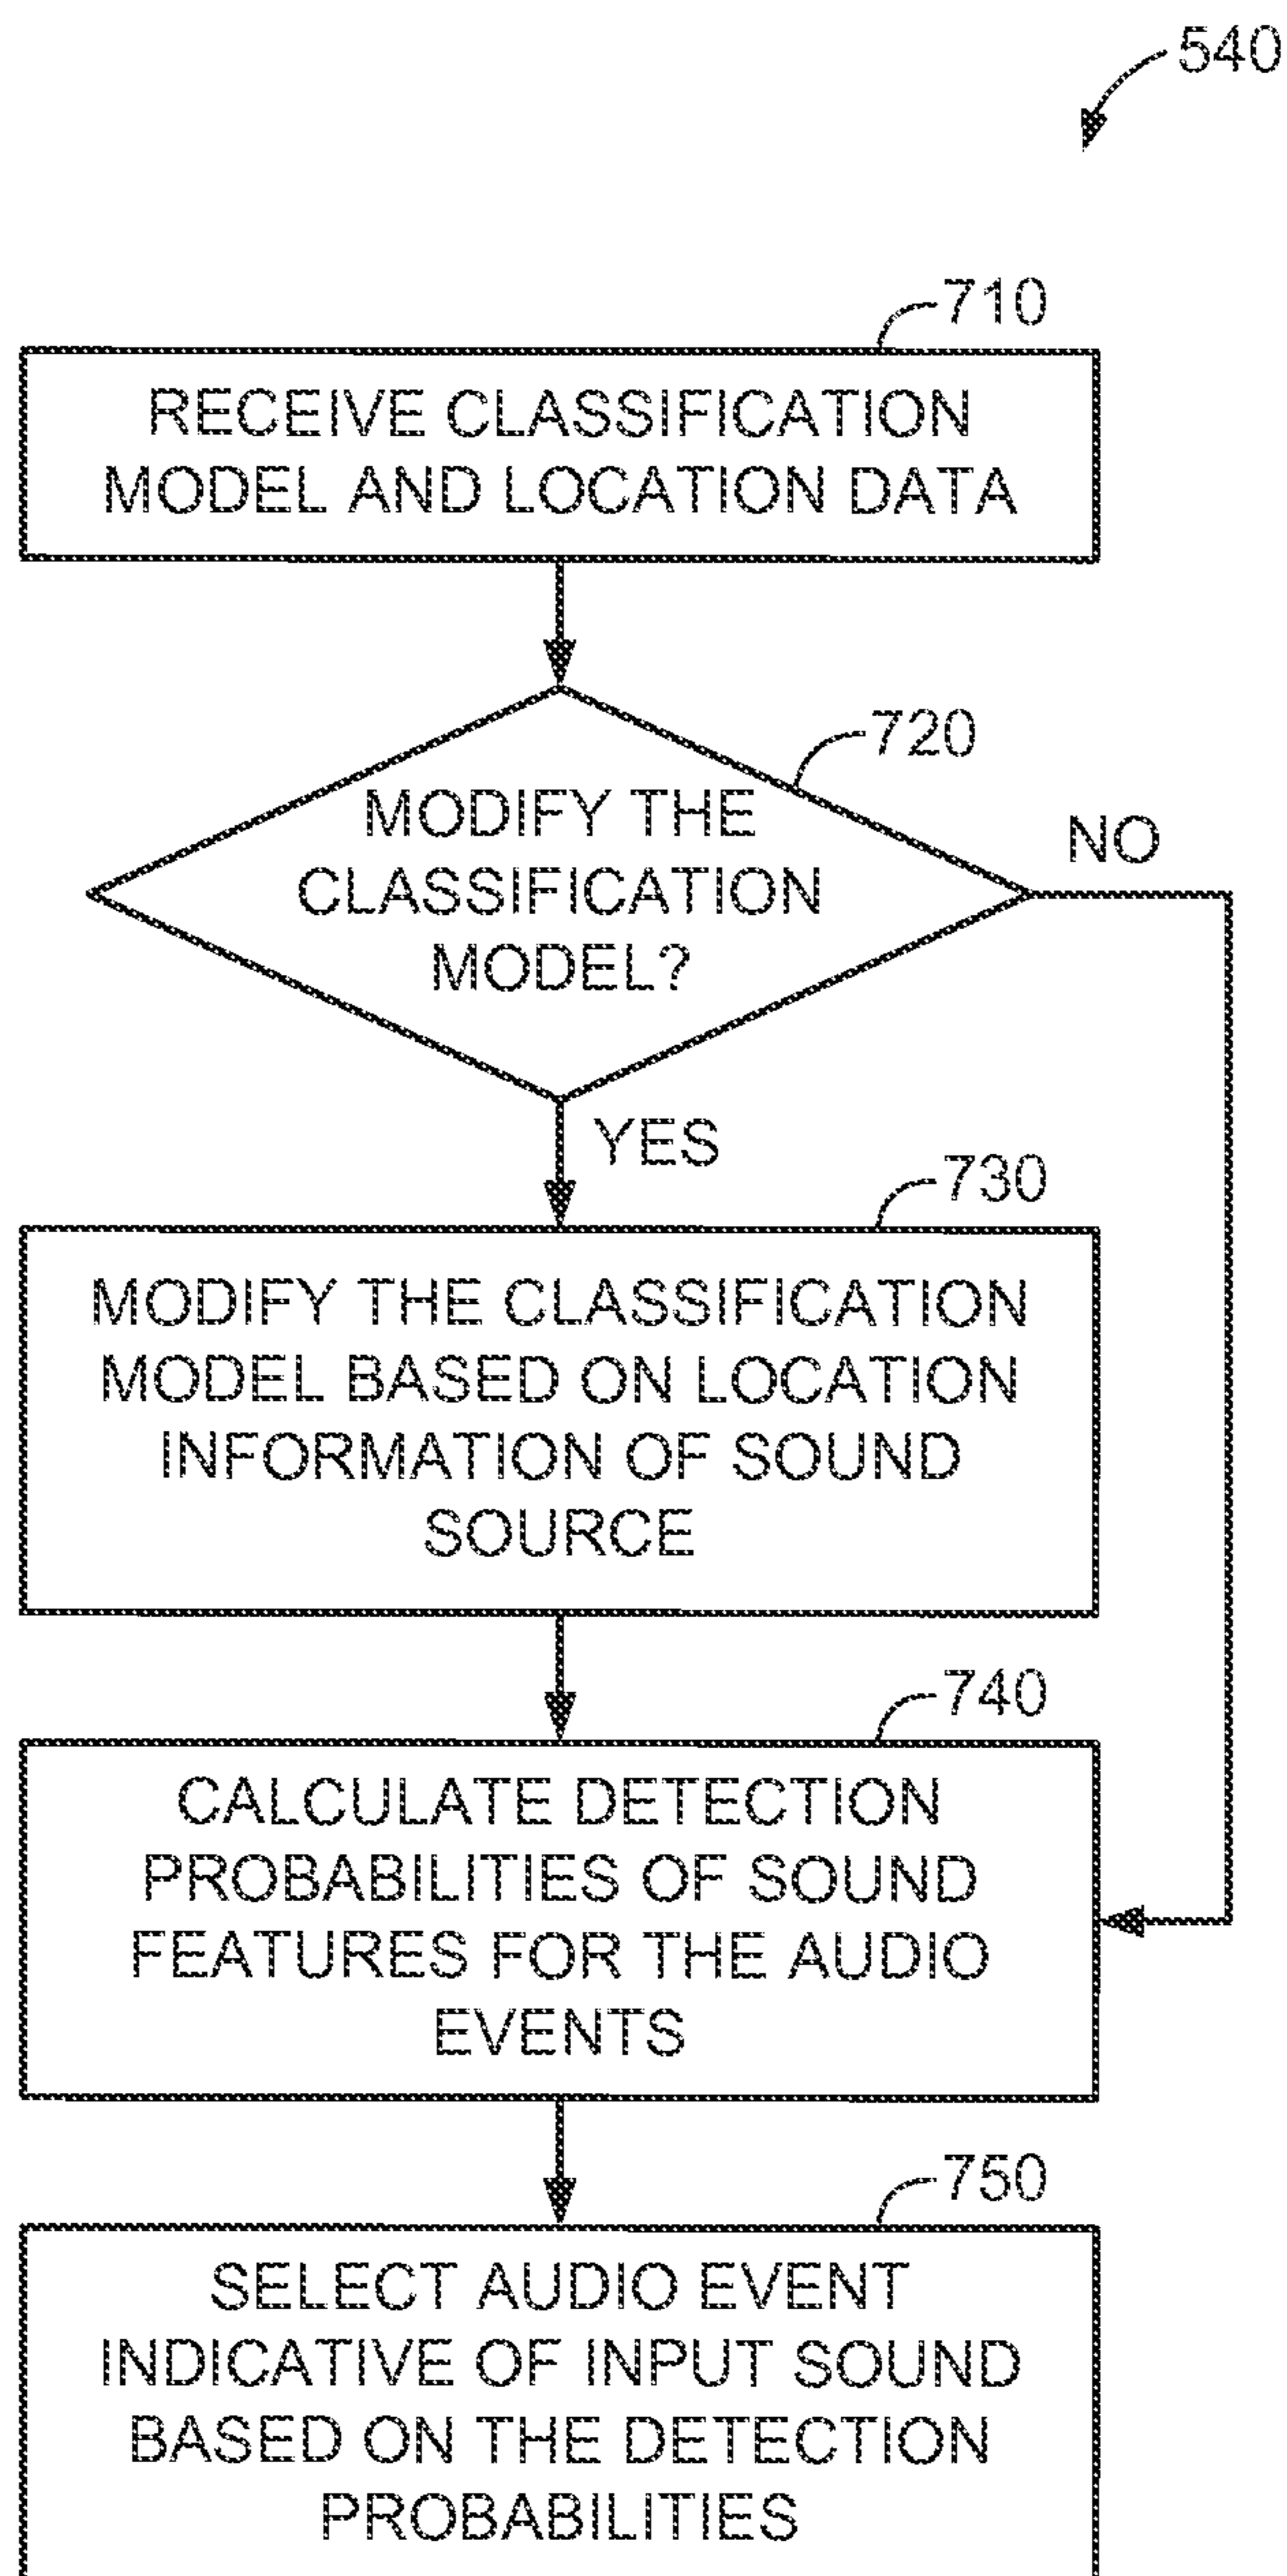 540
710
RECEIVE CLASSIFICATION
MODEL AND LOCATION DATA
720
MODIFY THE
CLASSIFICATION
MODEL?
NO
YES
730
MODIFY THE CLASSIFICATION
MODEL BASED ON LOCATION
INFORMATION OF SOUND
SOURCE
740
CALCULATE DETECTION
PROBABILITIES OF SOUND
FEATURES FOR THE AUDIO
EVENTS
750
SELECT AUDIO EVENT
INDICATIVE OF INPUT SOUND
BASED ON THE DETECTION
PROBABILITIES